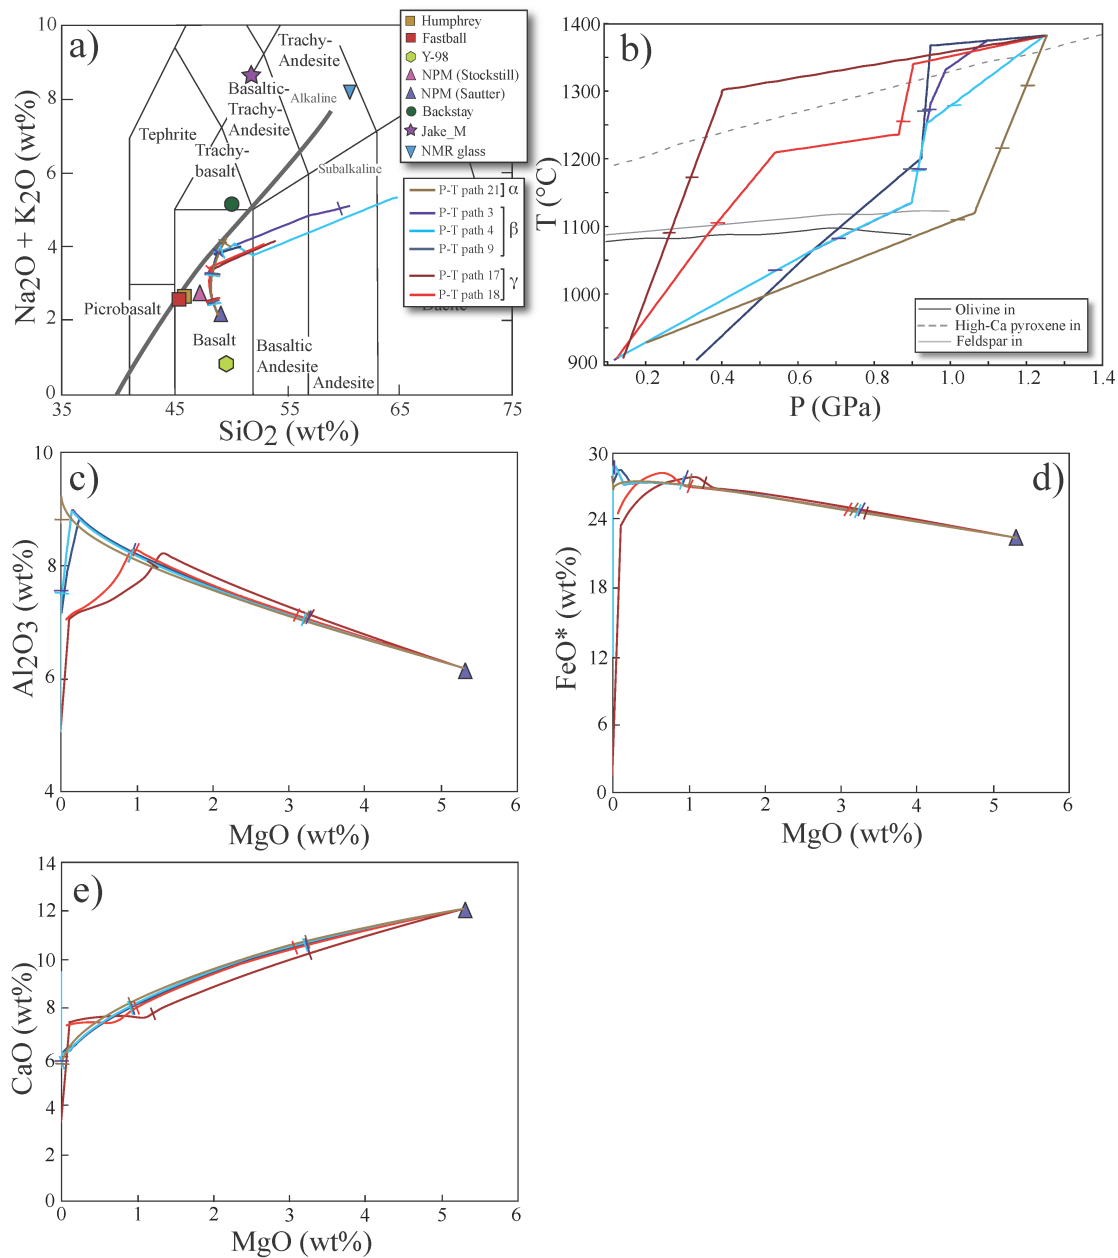 a)
10
8
6
4
2
0
35
45
55
65
75
Na2O + K2O (wt%)
SiO2 (wt%)
Humphrey
Fastball
Y-98
NPM (Stockstill)
NPM (Sautter)
Backstay
Jake_M
NMR glass
P-T path 21 ] α
P-T path 3
P-T path 4 ] β
P-T path 9
P-T path 17 ] γ
P-T path 18
Trachy-
Andesite
Basaltic-
Trachy-
Andesite
Alkaline
Tephrite
Trachy-
basalt
Subalkaline
Picrobasalt
Basalt
Basaltic
Andesite
Andesite
Dacite
b)
1400
1300
1200
1100
1000
900
0.2
0.4
0.6
0.8
1.0
1.2
1.4
T (°C)
P (GPa)
Olivine in
High-Ca pyroxene in
Feldspar in
c)
10
8
6
4
0
1
2
3
4
5
6
Al2O3 (wt%)
MgO (wt%)
d)
30
24
18
12
6
0
0
1
2
3
4
5
6
FeO* (wt%)
MgO (wt%)
e)
14
12
10
8
6
4
2
0
0
1
2
3
4
5
6
CaO (wt%)
MgO (wt%)